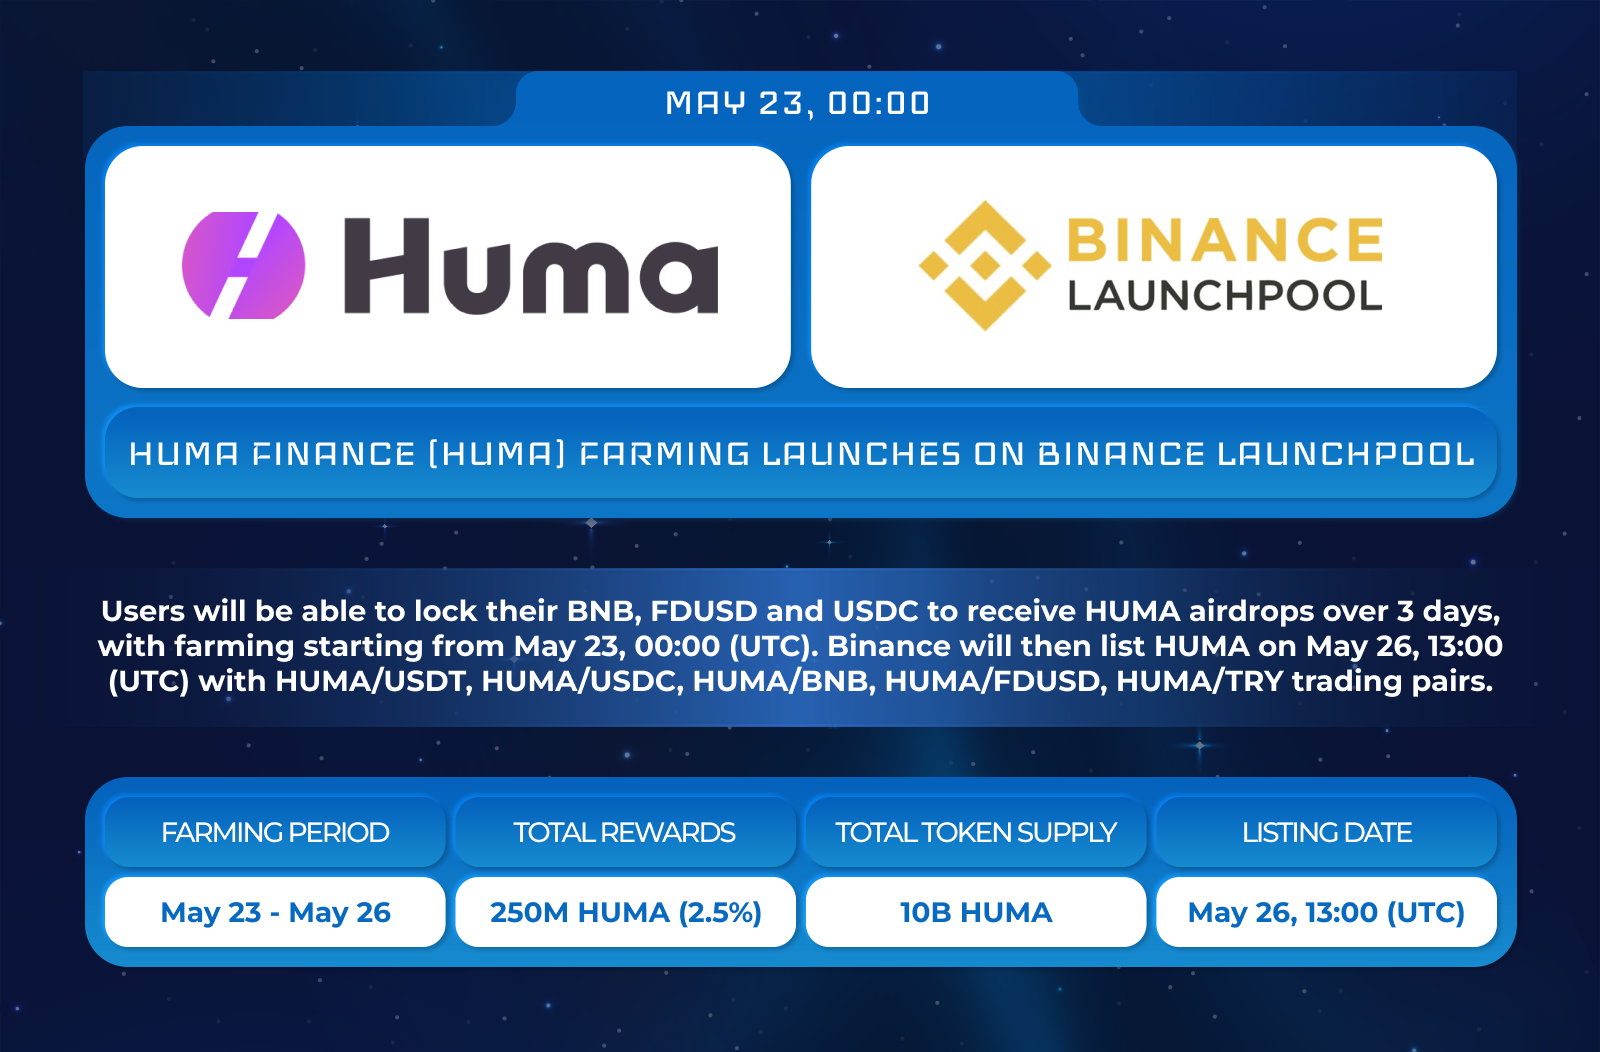 MAY 23, 00:00
Huma
BINANCE
LAUNCHPOOL
HUMA FINANCE (HUMA) FARMING LAUNCHES ON BINANCE LAUNCHPOOL
Users will be able to lock their BNB, FDUSD and USDC to receive HUMA airdrops over 3 days,
with farming starting from May 23, 00:00 (UTC). Binance will then list HUMA on May 26, 13:00
(UTC) with HUMA/USDT, HUMA/USDC, HUMA/BNB, HUMA/FDUSD, HUMA/TRY trading pairs.
FARMING PERIOD
May 23 - May 26
TOTAL REWARDS
250M HUMA (2.5%)
TOTAL TOKEN SUPPLY
10B HUMA
LISTING DATE
May 26, 13:00 (UTC)